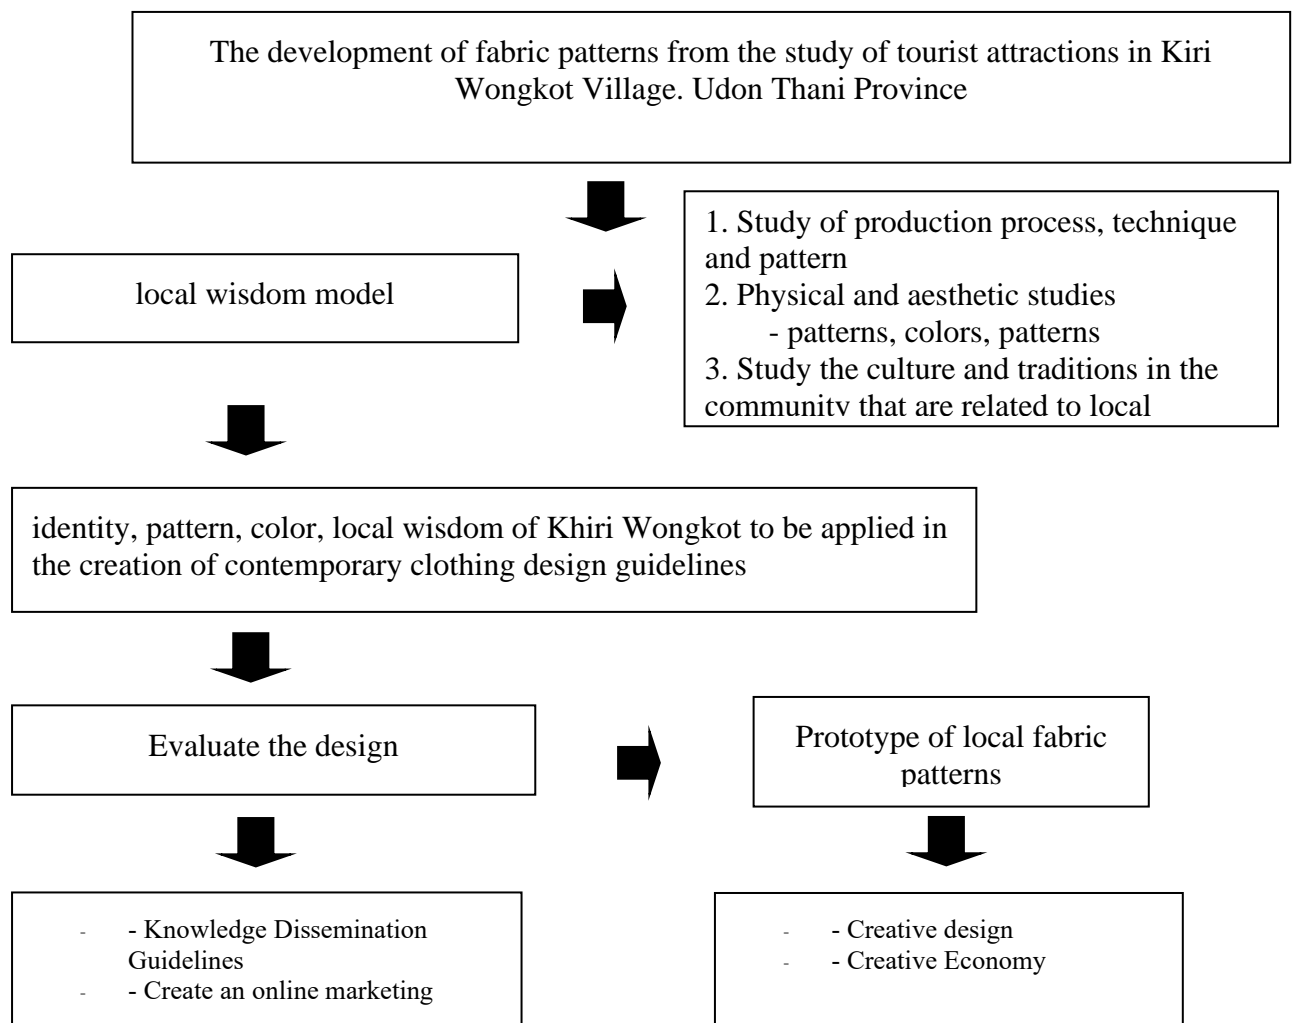 The development of fabric patterns from the study of tourist attractions in Kiri
Wongkot Village. Udon Thani Province
local wisdom model
1. Study of production process, technique
and pattern
2. Physical and aesthetic studies
- patterns, colors, patterns
3. Study the culture and traditions in the
community that are related to local
identity, pattern, color, local wisdom of Khiri Wongkot to be applied in
the creation of contemporary clothing design guidelines
Evaluate the design
Prototype of local fabric
patterns
- - Knowledge Dissemination
Guidelines
- - Create an online marketing
- - Creative design
- - Creative Economy